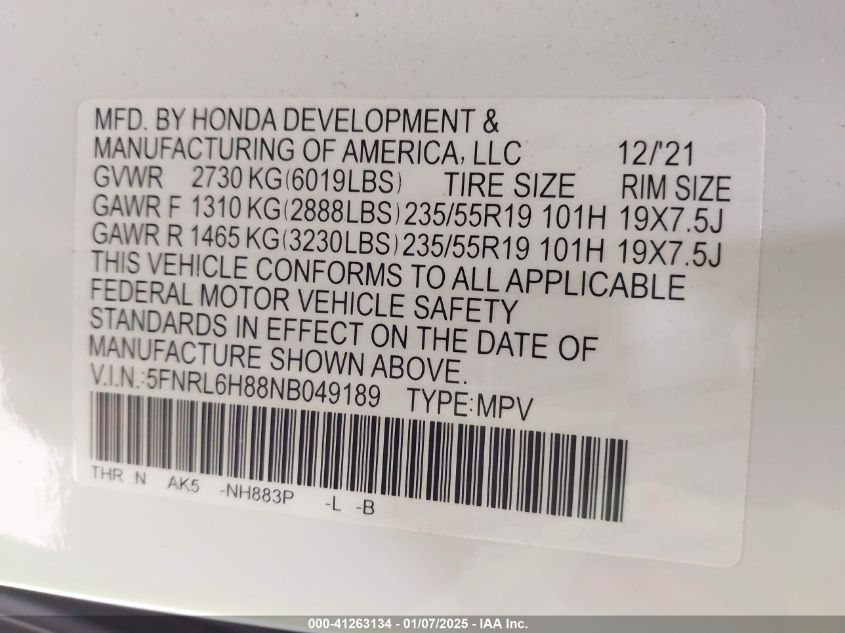 MFD. BY HONDA DEVELOPMENT &
MANUFACTURING OF AMERICA, LLC 12/'21
GVWR 2730 KG(6019LBS) TIRE SIZE RIM SIZE
GAWR F 1310 KG(2888LBS) 235/55R19 101H 19X7.5J
GAWR R 1465 KG(3230LBS) 235/55R19 101H 19X7.5J
THIS VEHICLE CONFORMS TO ALL APPLICABLE
FEDERAL MOTOR VEHICLE SAFETY
STANDARDS IN EFFECT ON THE DATE OF
MANUFACTURE SHOWN ABOVE.
V.I.N.:5FNRL6H88NB049189 TYPE:MPV
THR N AK5 -NH883P -L -B
000-41263134 - 01/07/2025 - IAA Inc.